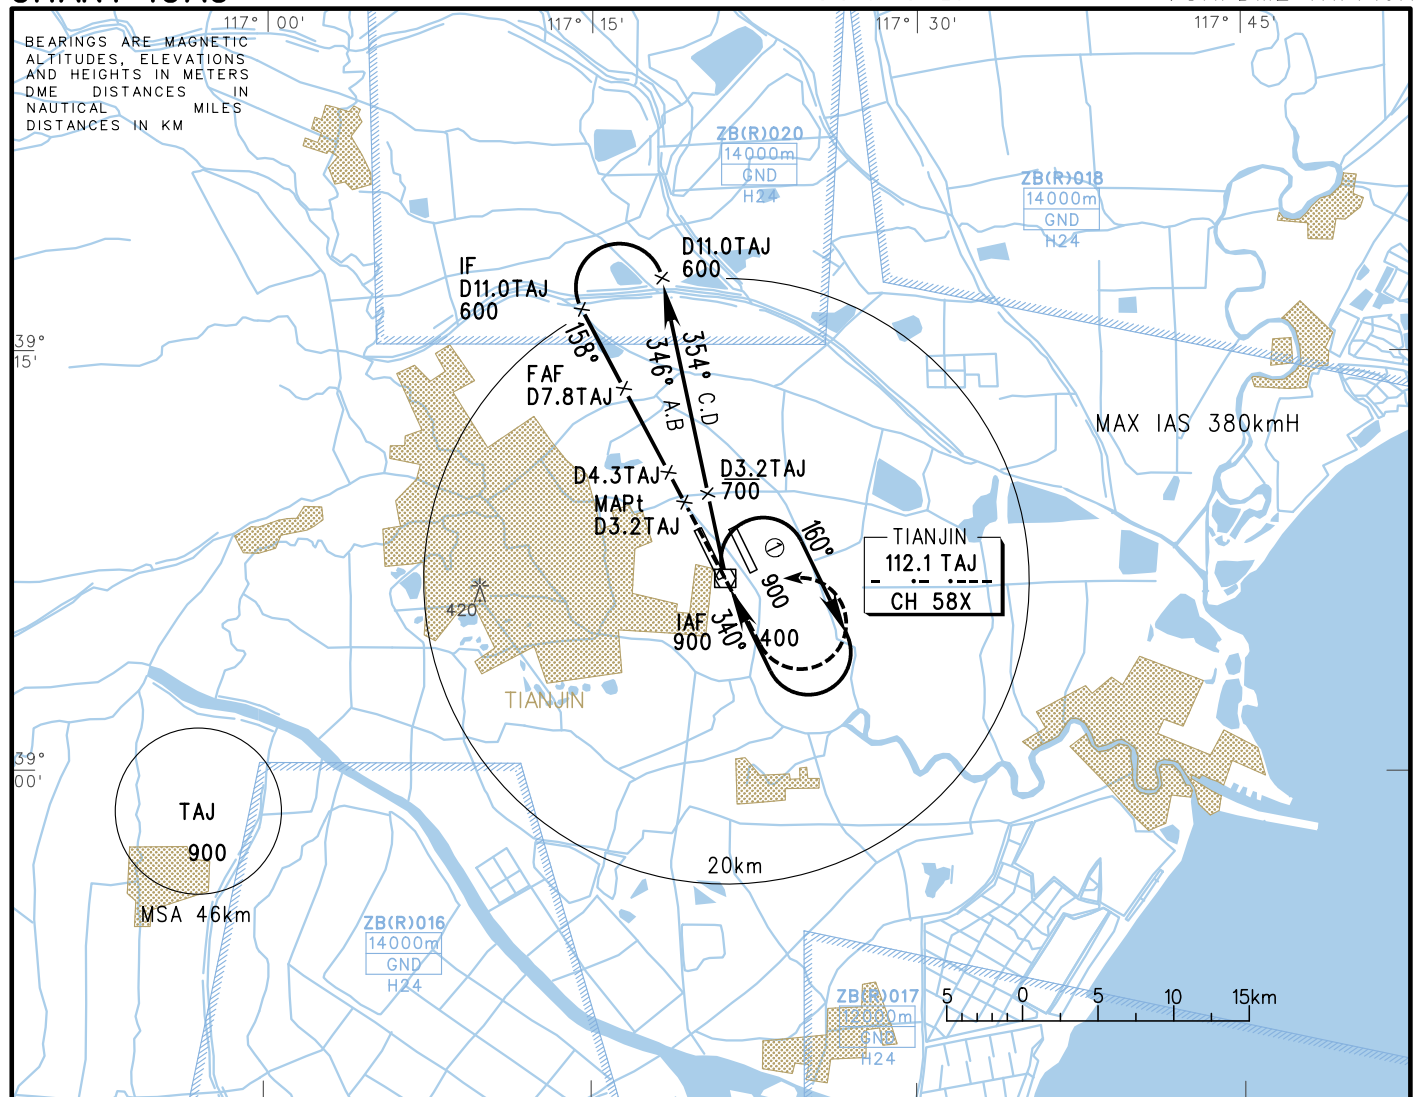 117° 00'
117° 15'
117° 30'
117° 45'
BEARINGS ARE MAGNETIC
ALTITUDES, ELEVATIONS
AND HEIGHTS IN METERS
DME DISTANCES IN
NAUTICAL MILES
DISTANCES IN KM
ZB(R)020
14000m
GND
H24
ZB(R)018
14000m
GND
H24
IF
D11.0TAJ
600
D11.0TAJ
600
39°
15'
158°
354° C.D
346° A.B
FAF
D7.8TAJ
MAX IAS 380kmH
D4.3TAJ
D3.2TAJ
700
MAPt
D3.2TAJ
1
160°
TIANJIN
112.1 TAJ
- ·- ·---
CH 58X
900
420
IAF
900
340°
400
TIANJIN
39°
00'
TAJ
900
MSA 46km
20km
ZB(R)016
14000m
GND
H24
ZB(R)017
GND
H24
5 0 5 10 15km